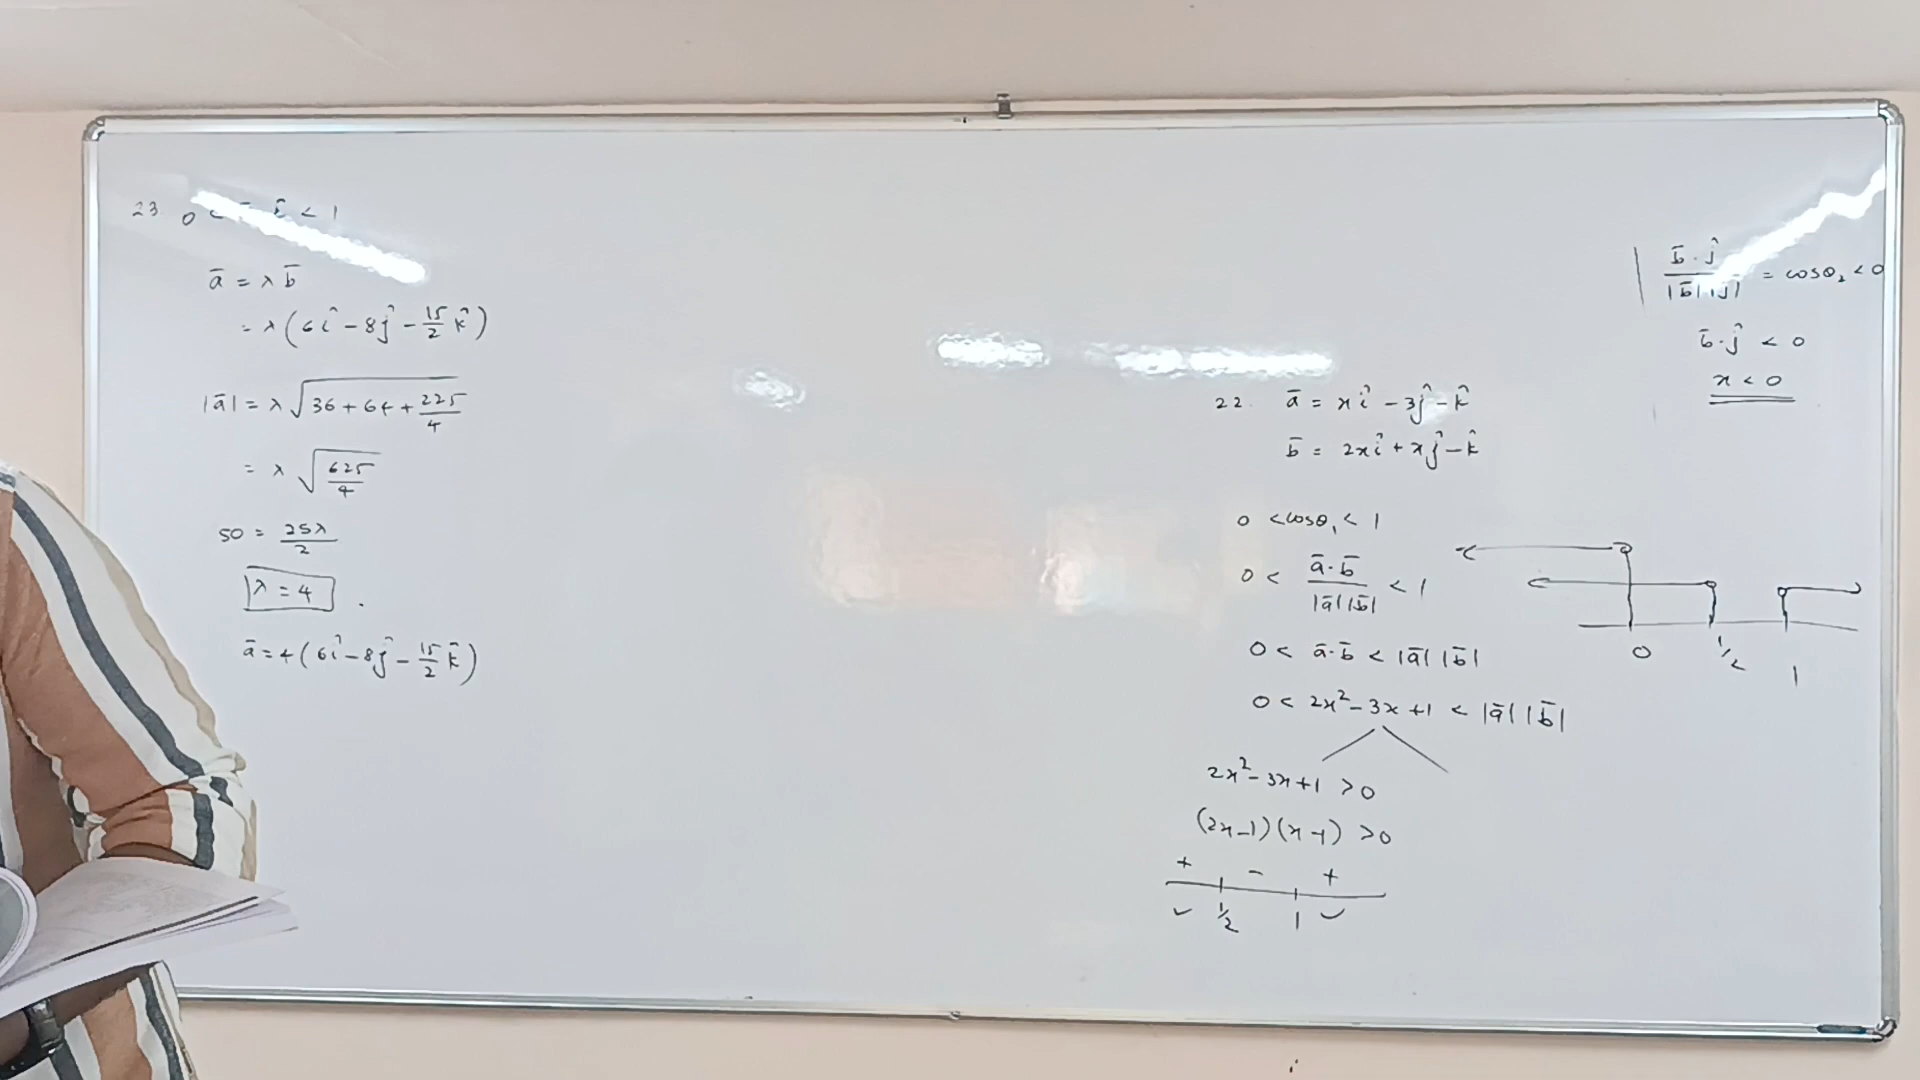 23. 0 < k̂ < 1
ā = λ b̄
= λ (6î - 8ĵ - 15/2 k̂)
|ā| = λ √(36 + 64 + 225/4)
= λ √(625/4)
50 = 25λ/2
λ = 4
ā = 4 (6î - 8ĵ - 15/2 k̂)
22. ā = xî - 3ĵ - k̂
b̄ = 2xî + xĵ - k̂
0 < cosθ₁ < 1
0 < ā·b̄/|ā||b̄| < 1
0 < ā·b̄ < |ā||b̄|
0 < 2x² - 3x + 1 < |ā||b̄|
2x² - 3x + 1 > 0
(2x - 1)(x - 1) > 0
+ - +
1/2 1
b̄·ĵ/|b̄||ĵ| = cosθ₂ < 0
b̄·ĵ < 0
x < 0
0 1/2 1